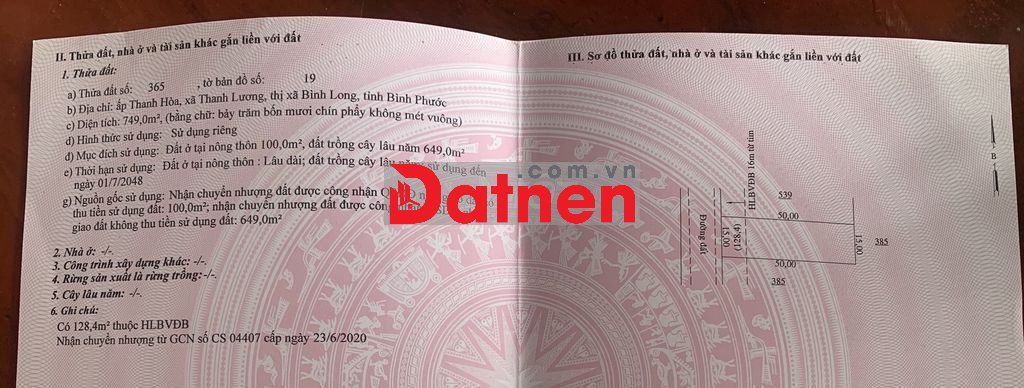 II. Thửa đất, nhà ở và tài sản khác gắn liền với đất
1. Thửa đất:
a) Thửa đất số: 365 , tờ bản đồ số: 19
b) Địa chỉ: ấp Thanh Hòa, xã Thanh Lương, thị xã Bình Long, tỉnh Bình Phước
c) Diện tích: 749,0m², (bằng chữ: bảy trăm bốn mươi chín phẩy không mét vuông)
d) Hình thức sử dụng: Sử dụng riêng
đ) Mục đích sử dụng: Đất ở tại nông thôn 100,0m², đất trồng cây lâu năm 649,0m²
e) Thời hạn sử dụng: Đất ở tại nông thôn : Lâu dài; đất trồng cây lâu năm sử dụng đến
ngày 01/7/2048
g) Nguồn gốc sử dụng: Nhận chuyển nhượng đất được công nhận
thu tiền sử dụng đất: 100,0m²; nhận chuyển nhượng đất được
giao đất không thu tiền sử dụng đất: 649,0m²
2. Nhà ở: -/-.
3. Công trình xây dựng khác: -/-.
4. Rừng sản xuất là rừng trồng:-/-.
5. Cây lâu năm: -/-.
6. Ghi chú:
Có 128,4m² thuộc HLBVĐB
Nhận chuyển nhượng từ GCN số CS 04407 cấp ngày 23/6/2020
.com.vn
Datnen
III. Sơ đồ thửa đất, nhà ở và tài sản khác gắn liền với đất
B
HLBVĐB 16m từ tim
539
50,00
Đường đất
15,00
(128,4)
15,00
385
50,00
385